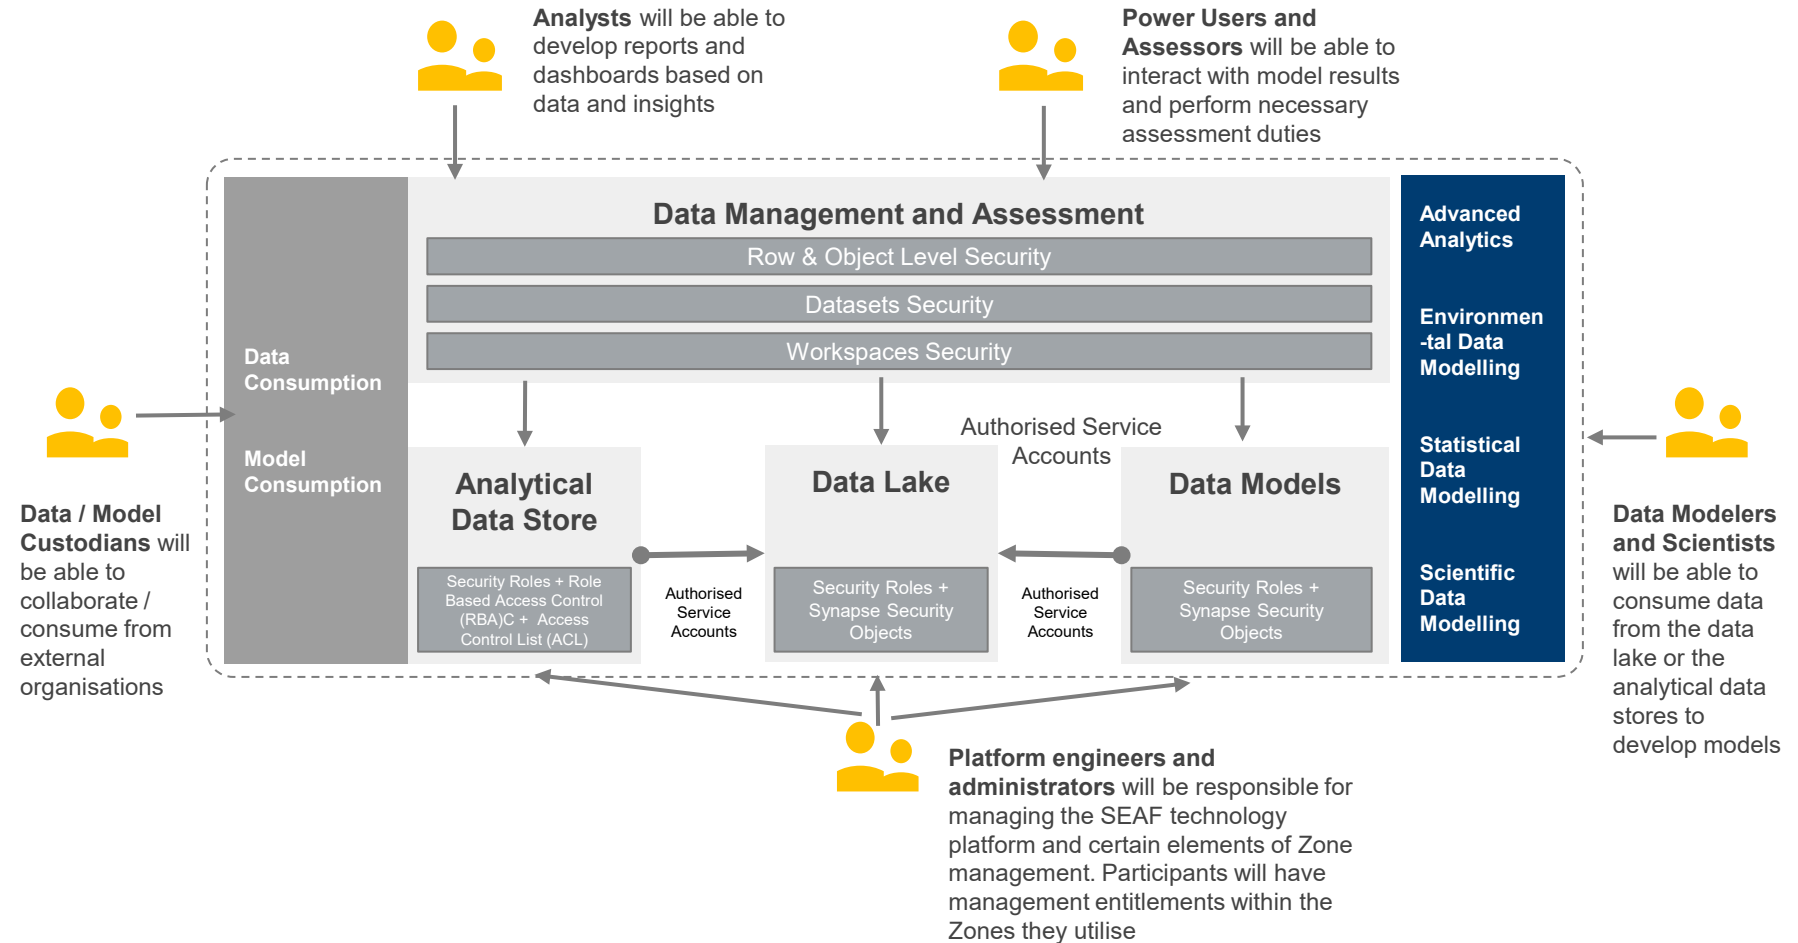 Analysts will be able to
develop reports and
dashboards based on
data and insights
Power Users and
Assessors will be able to
interact with model results
and perform necessary
assessment duties
Data Management and Assessment
Row & Object Level Security
Datasets Security
Workspaces Security
Data
Consumption
Model
Consumption
Advanced
Analytics
Environmen
-tal Data
Modelling
Statistical
Data
Modelling
Scientific
Data
Modelling
Authorised Service
Accounts
Analytical
Data Store
Security Roles + Role
Based Access Control
(RBA)C + Access
Control List (ACL)
Authorised
Service
Accounts
Data Lake
Security Roles +
Synapse Security
Objects
Authorised
Service
Accounts
Data Models
Security Roles +
Synapse Security
Objects
Data / Model
Custodians will
be able to
collaborate /
consume from
external
organisations
Data Modelers
and Scientists
will be able to
consume data
from the data
lake or the
analytical data
stores to
develop models
Platform engineers and
administrators will be responsible for
managing the SEAF technology
platform and certain elements of Zone
management. Participants will have
management entitlements within the
Zones they utilise